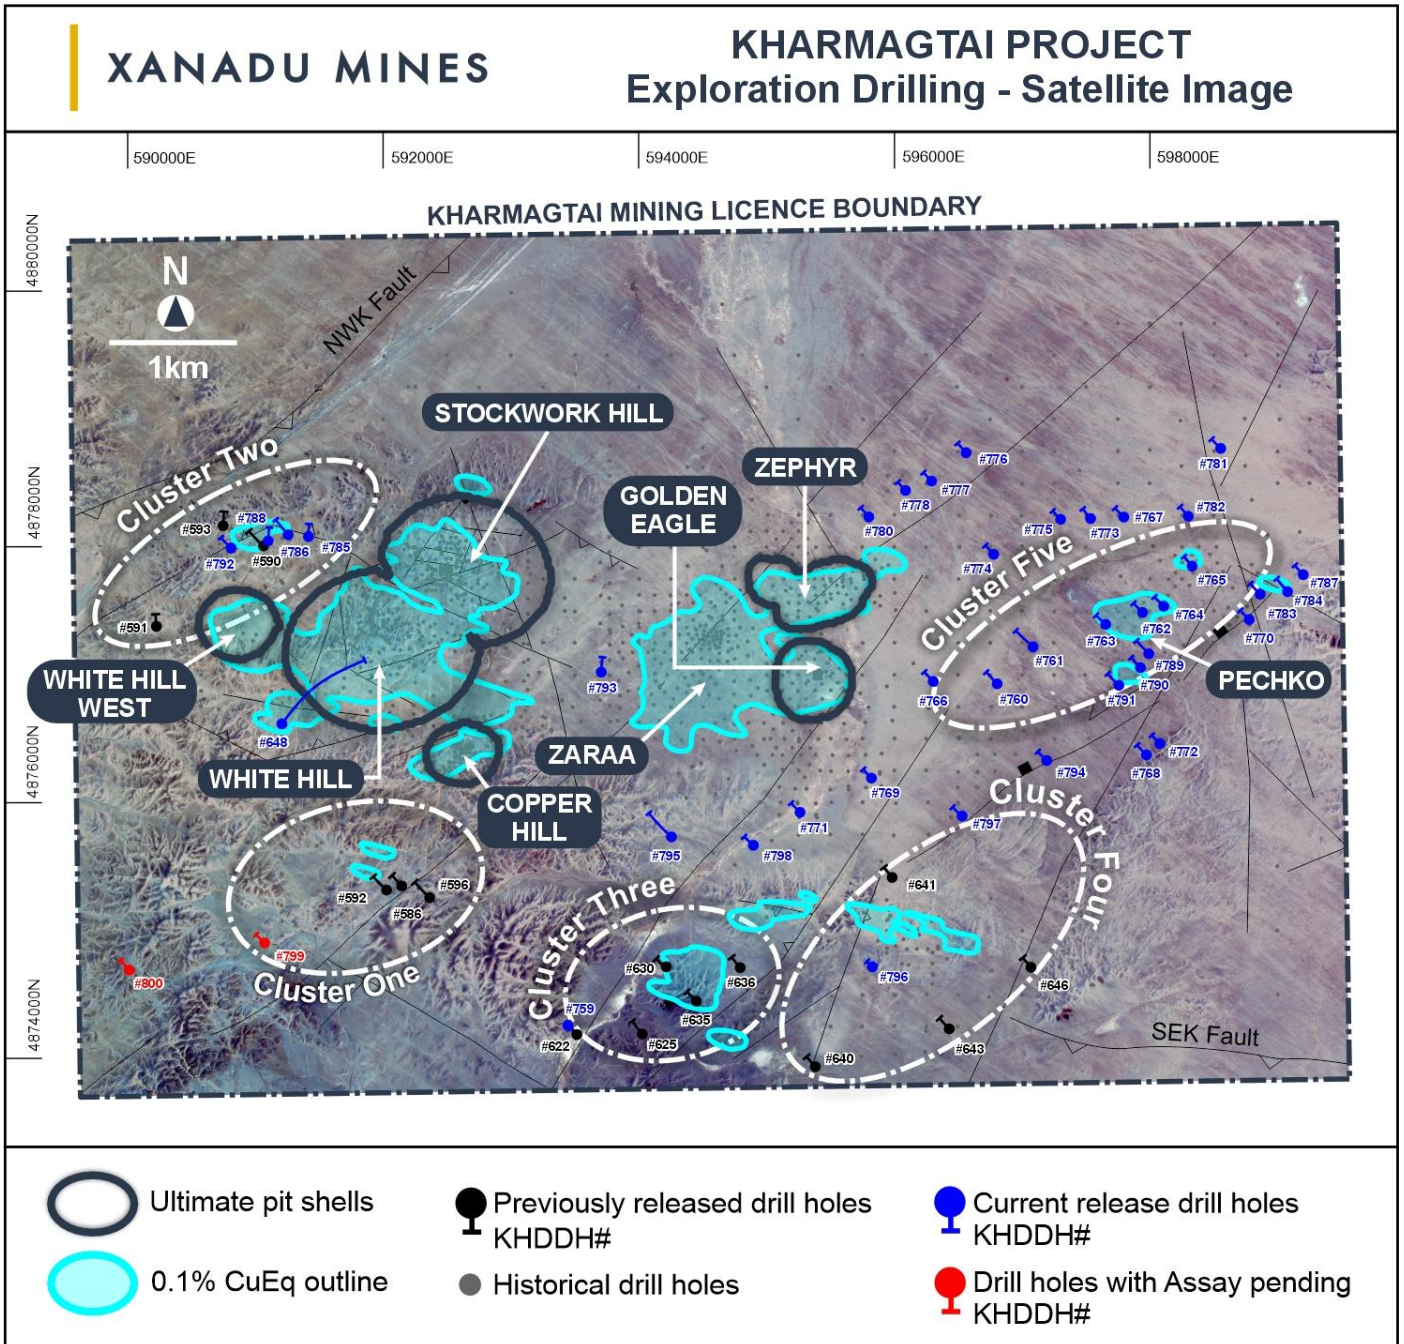 XANADU MINES
KHARMAGTAI PROJECT
Exploration Drilling - Satellite Image
590000E
592000E
594000E
596000E
598000E
KHARMAGTAI MINING LICENCE BOUNDARY
4880000N
4878000N
4876000N
4874000N
N
1km
NWK Fault
STOCKWORK HILL
ZEPHYR
GOLDEN
EAGLE
Cluster Two
#593
#788
#792
#590
#786
#785
#591
WHITE HILL
WEST
#648
WHITE HILL
COPPER
HILL
ZARAA
#793
#776
#777
#778
#780
#781
#775
#773
#767
#782
#774
Cluster Five
#765
#787
#784
#783
#764
#762
#763
#770
#761
#789
#790
#791
#766
#760
PECHKO
#772
#768
#794
#769
#771
#797
#795
#798
Cluster
Four
#641
#592
#586
#596
#799
#800
Cluster One
Cluster Three
#630
#636
#635
#759
#622
#625
#796
#646
#643
#640
SEK Fault
Ultimate pit shells
0.1% CuEq outline
Previously released drill holes
KHDDH#
Historical drill holes
Current release drill holes
KHDDH#
Drill holes with Assay pending
KHDDH#